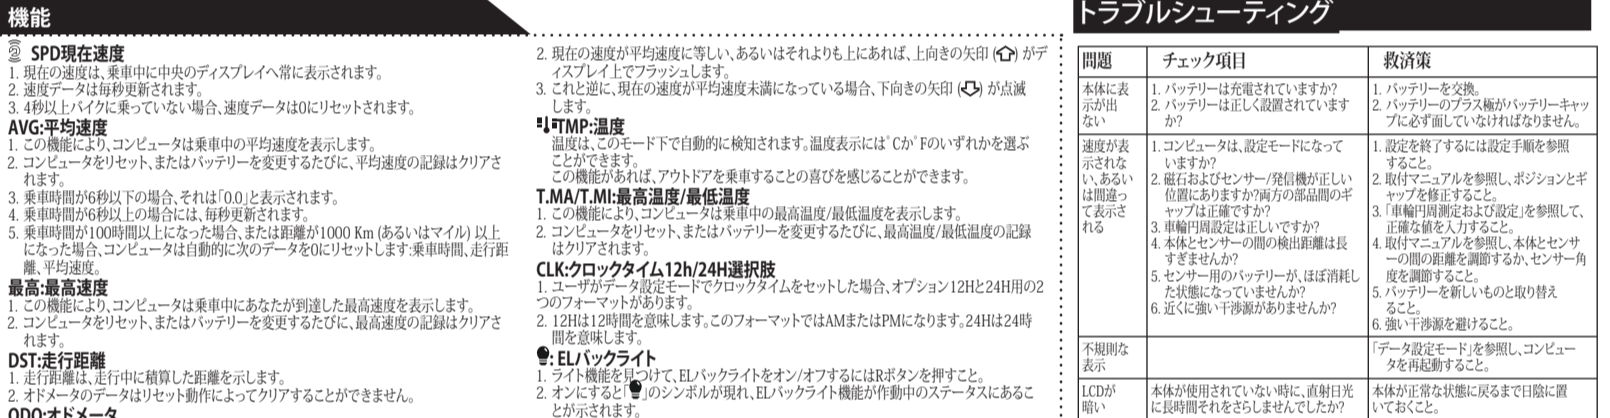 機能
SPD現在速度
1. 現在の速度は、乗車中に中央のディスプレイへ常に表示されます。
2. 速度データは毎秒更新されます。
3. 4秒以上バイクに乗っていない場合、速度データは0にリセットされます。
AVG:平均速度
1. この機能により、コンピュータは乗車中の平均速度を表示します。
2. コンピュータをリセット、またはバッテリーを変更するたびに、平均速度の記録はクリアさ
れます。
3. 乗車時間が6秒以下の場合、それは「0.0」と表示されます。
4. 乗車時間が6秒以上の場合には、毎秒更新されます。
5. 乗車時間が100時間以上になった場合、または距離が1000 Km (あるいはマイル) 以上
になった場合、コンピュータは自動的に次のデータを0にリセットします:乗車時間、走行距
離、平均速度。
最高:最高速度
1. この機能により、コンピュータは乗車中にあなたが到達した最高速度を表示します。
2. コンピュータをリセット、またはバッテリーを変更するたびに、最高速度の記録はクリアさ
れます。
DST:走行距離
1. 走行距離は、走行中に積算した距離を示します。
2. オドメータのデータはリセット動作によってクリアすることができません。
ODO:オドメータ
2. 現在の速度が平均速度に等しい、あるいはそれよりも上にあれば、上向きの矢印 (⇧) がデ
ィスプレイ上でフラッシュします。
3. これと逆に、現在の速度が平均速度未満になっている場合、下向きの矢印 (⇩) が点滅
します。
TMP:温度
温度は、このモード下で自動的に検知されます。温度表示には°Cか°Fのいずれかを選ぶ
ことができます。
この機能があれば、アウトドアを乗車することの喜びを感じることができます。
T.MA/T.MI:最高温度/最低温度
1. この機能により、コンピュータは乗車中の最高温度/最低温度を表示します。
2. コンピュータをリセット、またはバッテリーを変更するたびに、最高温度/最低温度の記録
はクリアされます。
CLK:クロックタイム12h/24H選択肢
1. ユーザがデータ設定モードでクロックタイムをセットした場合、オプション12Hと24H用の2
つのフォーマットがあります。
2. 12Hは12時間を意味します。このフォーマットではAMまたはPMになります。24Hは24時
間を意味します。
: ELバックライト
1. ライト機能を見つけて、ELバックライトをオン/オフするにはRボタンを押すこと。
2. オンにすると「」のシンボルが現れ、ELバックライト機能が作動中のステータスにあるこ
とが示されます。
トラブルシューティング
問題
チェック項目
救済策
本体に表
示が出
ない
1. バッテリーは充電されていますか?
2. バッテリーは正しく設置されています
か?
1. バッテリーを交換。
2. バッテリーのプラス極がバッテリーキャッ
プに必ず面していなければなりません。
速度が表
示されな
い、あるい
は間違っ
て表示さ
れる
1. コンピュータは、設定モードになって
いますか?
2. 磁石およびセンサー/発信機が正しい
位置にありますか?両方の部品間のギ
ャップは正確ですか?
3. 車輪円周設定は正しいですか?
4. 本体とセンサーの間の検出距離は長
すぎませんか?
5. センサー用のバッテリーが、ほぼ消耗し
た状態になっていませんか?
6. 近くに強い干渉源がありませんか?
1. 設定を終了するには設定手順を参照
すること。
2. 取付マニュアルを参照し、ポジションとギ
ャップを修正すること。
3. 「車輪円周測定および設定」を参照して、
正確な値を入力すること。
4. 取付マニュアルを参照し、本体とセンサ
ーの間の距離を調節するか、センサー角
度を調節すること。
5. バッテリーを新しいものと取り替え
ること。
6. 強い干渉源を避けること。
不規則な
表示
「データ設定モード」を参照し、コンピュー
タを再起動すること。
LCDが
暗い
本体が使用されていない時に、直射日光
に長時間それをさらしませんでしたか?
本体が正常な状態に戻るまで日陰に置
いておくこと。